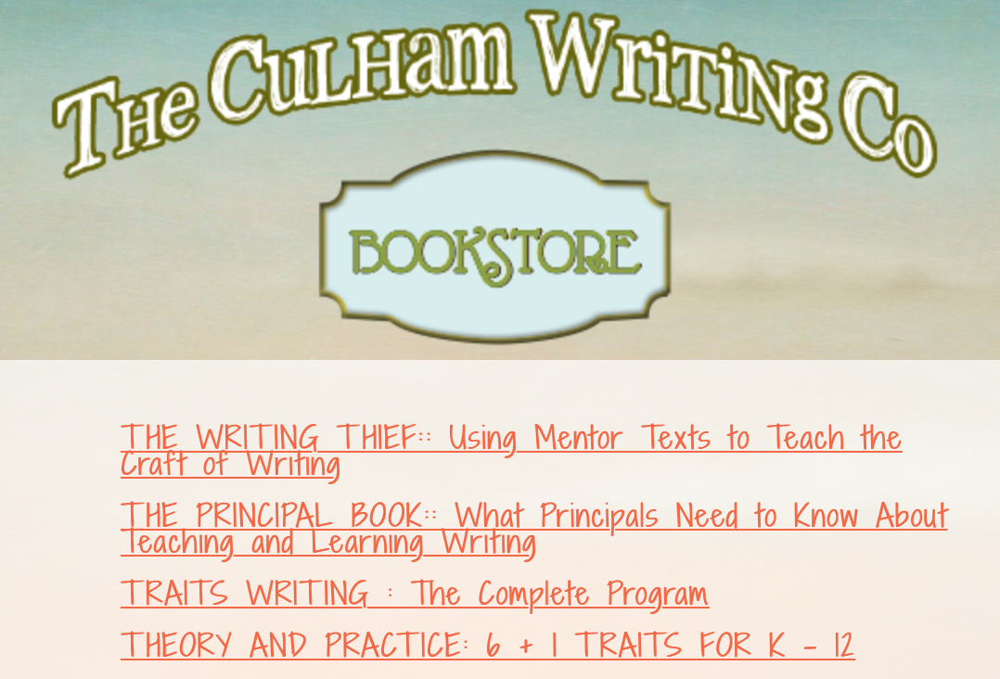 The Culham Writing Co
BOOKSTORE
THE WRITING THIEF:: Using Mentor Texts to Teach the
Craft of Writing
THE PRINCIPAL BOOK:: What Principals Need to Know About
Teaching and Learning Writing
TRAITS WRITING : The Complete Program
THEORY AND PRACTICE: 6 + 1 TRAITS FOR K - 12